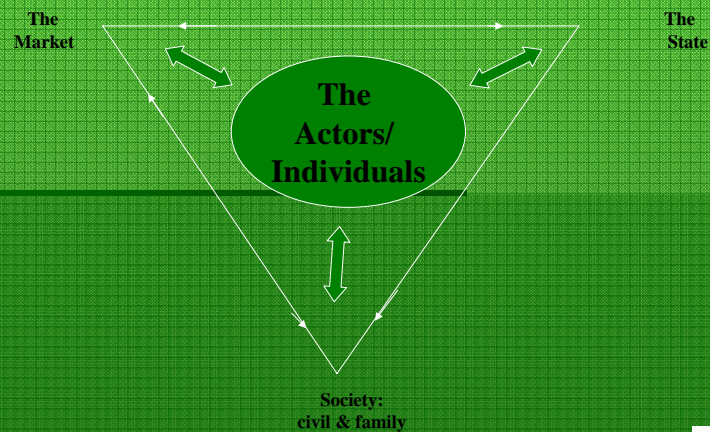 The
Market
The
State
The
Actors/
Individuals
Society:
civil & family